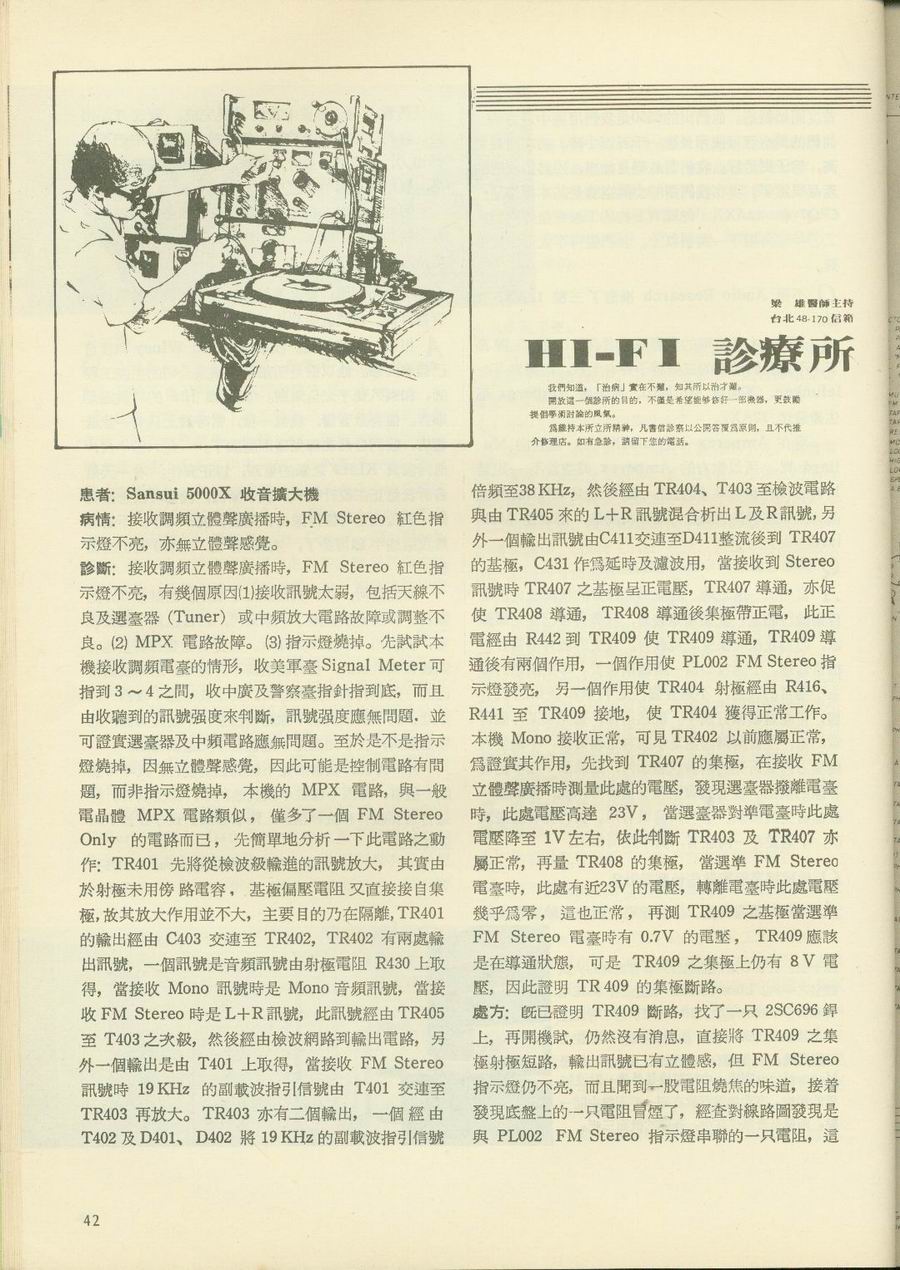 梁　雄醫師主持
台北48-170信箱
HI-FI 診療所
我們知道，「治病」實在不難，知其所以治才難。
開放這一個診所的目的，不僅是希望能够修好一部機器，更鼓勵
提倡學術討論的風氣。
爲維持本所立所精神，凡書信診察以公開答覆爲原則，且不代推
介修理店。如有急診，請留下您的電話。
患者：Sansui 5000X 收音擴大機
病情：接收調頻立體聲廣播時，FM Stereo 紅色指
示燈不亮，亦無立體聲感覺。
診斷：接收調頻立體聲廣播時，FM Stereo 紅色指
示燈不亮，有幾個原因(1)接收訊號太弱，包括天線不
良及選臺器（Tuner）或中頻放大電路故障或調整不
良。(2) MPX 電路故障。(3)指示燈燒掉。先試試本
機接收調頻電臺的情形，收美軍臺 Signal Meter 可
指到 3 ～ 4 之間，收中廣及警察臺指針指到底，而且
由收聽到的訊號强度來判斷，訊號强度應無問題．並
可證實選臺器及中頻電路應無問題。至於是不是指示
燈燒掉，因無立體聲感覺，因此可能是控制電路有問
題，而非指示燈燒掉，本機的 MPX 電路，與一般
電晶體 MPX 電路類似，僅多了一個 FM Stereo
Only 的電路而已，先簡單地分析一下此電路之動
作：TR401 先將從檢波級輸進的訊號放大，其實由
於射極未用傍路電容，基極偏壓電阻又直接接自集
極，故其放大作用並不大，主要目的乃在隔離，TR401
的輸出經由 C403 交連至 TR402，TR402 有兩處輸
出訊號，一個訊號是音頻訊號由射極電阻 R430 上取
得，當接收 Mono 訊號時是 Mono 音頻訊號，當接
收 FM Stereo 時是 L+R 訊號，此訊號經由 TR405
至 T403 之次級，然後經由檢波網路到輸出電路，另
外一個輸出是由 T401 上取得，當接收 FM Stereo
訊號時 19 KHz 的副載波指引信號由 T401 交連至
TR403 再放大。TR403 亦有二個輸出，一個經由
T402 及 D401、D402 將 19 KHz 的副載波指引信號
倍頻至38 KHz，然後經由 TR404、T403 至檢波電路
與由 TR405 來的 L+R 訊號混合析出 L 及 R 訊號，另
外一個輸出訊號由C411交連至D411整流後到 TR407
的基極，C431 作爲延時及濾波用，當接收到 Stereo
訊號時 TR407 之基極呈正電壓，TR407 導通，亦促
使 TR408 導通，TR408 導通後集極帶正電，此正
電經由 R442 到 TR409 使 TR409 導通，TR409 導
通後有兩個作用，一個作用使 PL002 FM Stereo 指
示燈發亮，另一個作用使 TR404 射極經由 R416、
R441 至 TR409 接地，使 TR404 獲得正常工作。
本機 Mono 接收正常，可見 TR402 以前應屬正常，
爲證實其作用，先找到 TR407 的集極，在接收 FM
立體聲廣播時測量此處的電壓，發現選臺器撥離電臺
時，此處電壓高達 23V，當選臺器對準電臺時此處
電壓降至 1V 左右，依此判斷 TR403 及 TR407 亦
屬正常，再量 TR408 的集極，當選準 FM Stereo
電臺時，此處有近23V 的電壓，轉離電臺時此處電壓
幾乎爲零，這也正常，再測 TR409 之基極當選準
FM Stereo 電臺時有 0.7V 的電壓，TR409 應該
是在導通狀態，可是 TR409 之集極上仍有 8 V 電
壓，因此證明 TR 409 的集極斷路。
處方：旣已證明 TR409 斷路，找了一只 2SC696 銲
上，再開機試，仍然沒有消息，直接將 TR409 之集
極射極短路，輸出訊號已有立體感，但 FM Stereo
指示燈仍不亮，而且聞到一股電阻燒焦的味道，接着
發現底盤上的一只電阻冒煙了，經查對線路圖發現是
與 PL002 FM Stereo 指示燈串聯的一只電阻，這
42